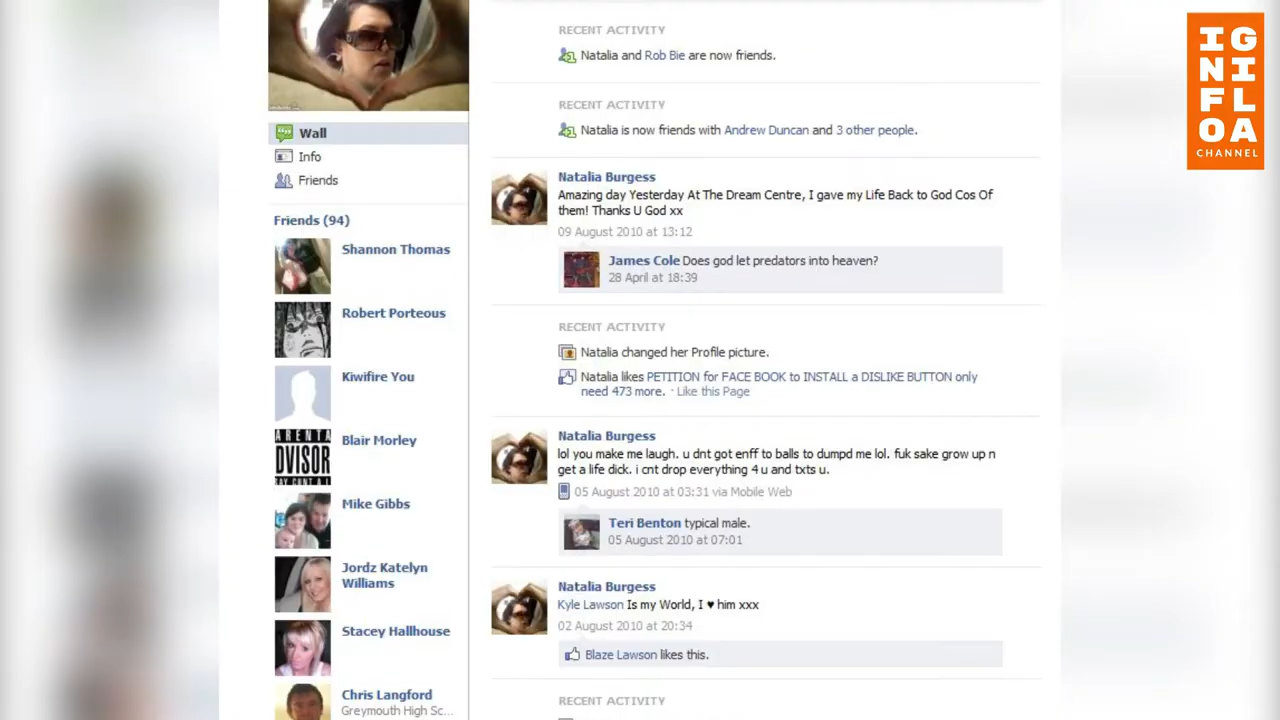 Wall
Info
Friends
Friends (94)
Shannon Thomas
Robert Porteous
Kiwifire You
Blair Morley
ARENTA
DVISOR
Mike Gibbs
Jordz Katelyn
Williams
Stacey Hallhouse
Chris Langford
Greymouth High Sc...
RECENT ACTIVITY
Natalia and Rob Bie are now friends.
RECENT ACTIVITY
Natalia is now friends with Andrew Duncan and 3 other people.
Natalia Burgess
Amazing day Yesterday At The Dream Centre, I gave my Life Back to God Cos Of
them! Thanks U God xx
09 August 2010 at 13:12
James Cole Does god let predators into heaven?
28 April at 18:39
RECENT ACTIVITY
Natalia changed her Profile picture.
Natalia likes PETITION for FACE BOOK to INSTALL a DISLIKE BUTTON only
need 473 more. · Like this Page
Natalia Burgess
lol you make me laugh. u dnt got enff to balls to dumpd me lol. fuk sake grow up n
get a life dick. i cnt drop everything 4 u and txts u.
05 August 2010 at 03:31 via Mobile Web
Teri Benton typical male.
05 August 2010 at 07:01
Natalia Burgess
Kyle Lawson Is my World, I ♥ him xxx
02 August 2010 at 20:34
Blaze Lawson likes this.
RECENT ACTIVITY
IG
NI
FL
OA
CHANNEL